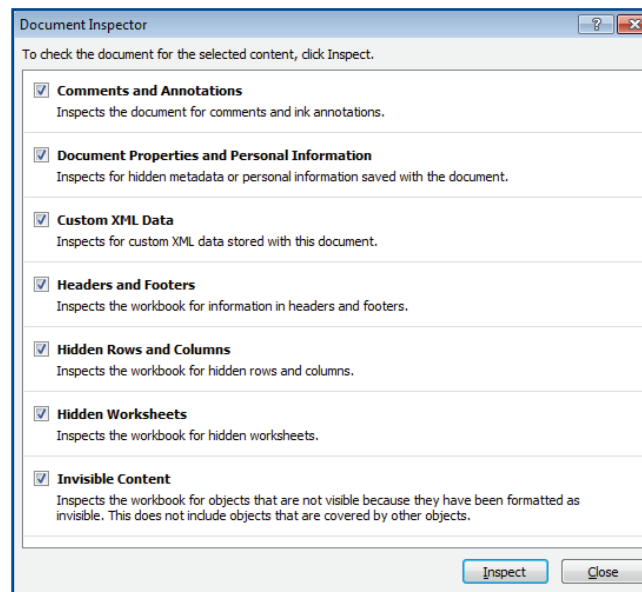 Document Inspector
To check the document for the selected content, click Inspect.
Comments and Annotations
Inspects the document for comments and ink annotations.
Document Properties and Personal Information
Inspects for hidden metadata or personal information saved with the document.
Custom XML Data
Inspects for custom XML data stored with this document.
Headers and Footers
Inspects the workbook for information in headers and footers.
Hidden Rows and Columns
Inspects the workbook for hidden rows and columns.
Hidden Worksheets
Inspects the workbook for hidden worksheets.
Invisible Content
Inspects the workbook for objects that are not visible because they have been formatted as
invisible. This does not include objects that are covered by other objects.
Inspect Close